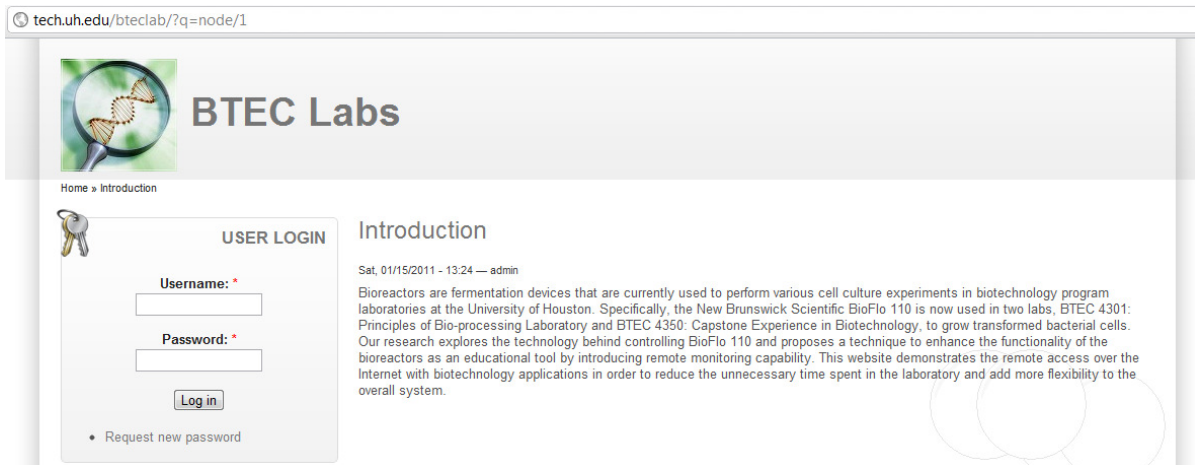 tech.uh.edu/bteclab/?q=node/1
BTEC Labs
Home » Introduction
USER LOGIN
Username: *
Password: *
Log in
Request new password
Introduction
Sat, 01/15/2011 - 13:24 — admin
Bioreactors are fermentation devices that are currently used to perform various cell culture experiments in biotechnology program
laboratories at the University of Houston. Specifically, the New Brunswick Scientific BioFlo 110 is now used in two labs, BTEC 4301:
Principles of Bio-processing Laboratory and BTEC 4350: Capstone Experience in Biotechnology, to grow transformed bacterial cells.
Our research explores the technology behind controlling BioFlo 110 and proposes a technique to enhance the functionality of the
bioreactors as an educational tool by introducing remote monitoring capability. This website demonstrates the remote access over the
Internet with biotechnology applications in order to reduce the unnecessary time spent in the laboratory and add more flexibility to the
overall system.